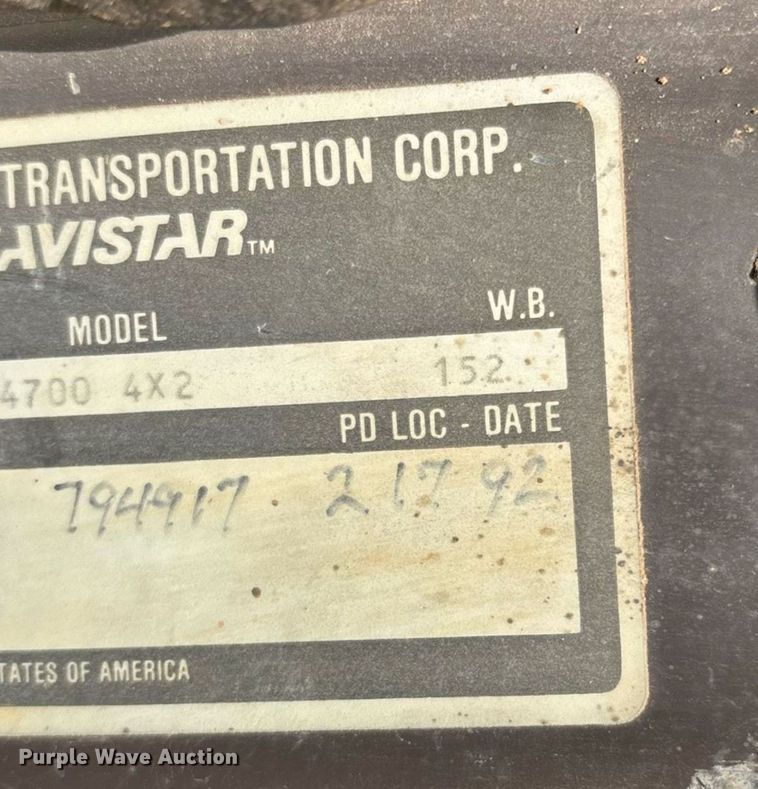 TRANSPORTATION CORP.
AVISTAR™
MODEL W.B.
4700 4X2 152
PD LOC - DATE
794917 2 17 92
TATES OF AMERICA
Purple Wave Auction